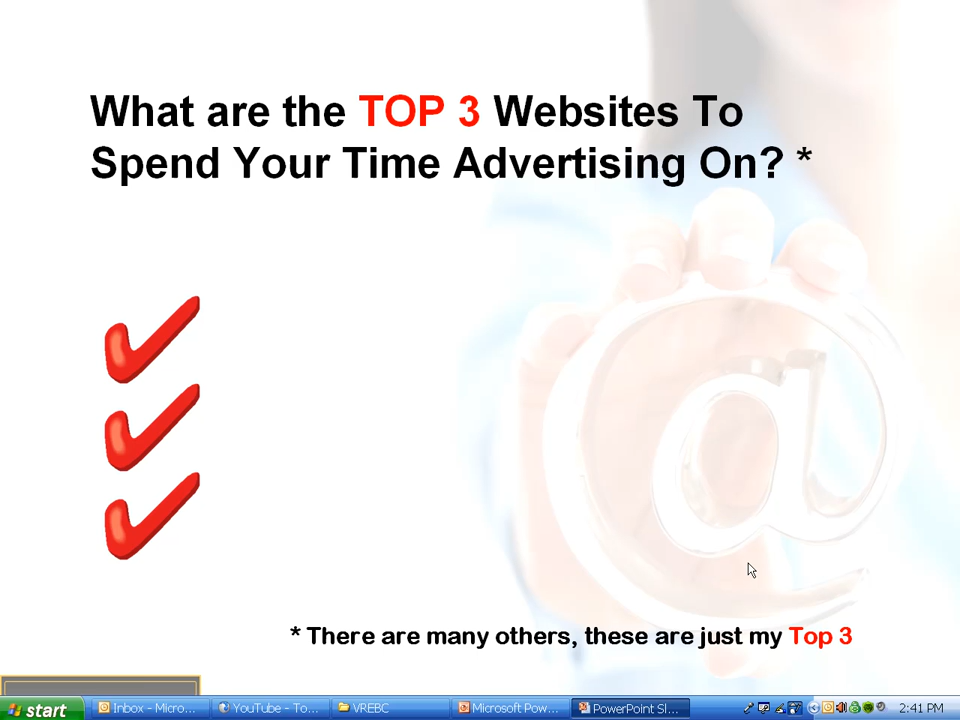 What are the TOP 3 Websites To
Spend Your Time Advertising On? *
* There are many others, these are just my Top 3
start
Inbox - Micro...
YouTube - To...
VREBC
Microsoft Pow...
PowerPoint Sl...
2:41 PM